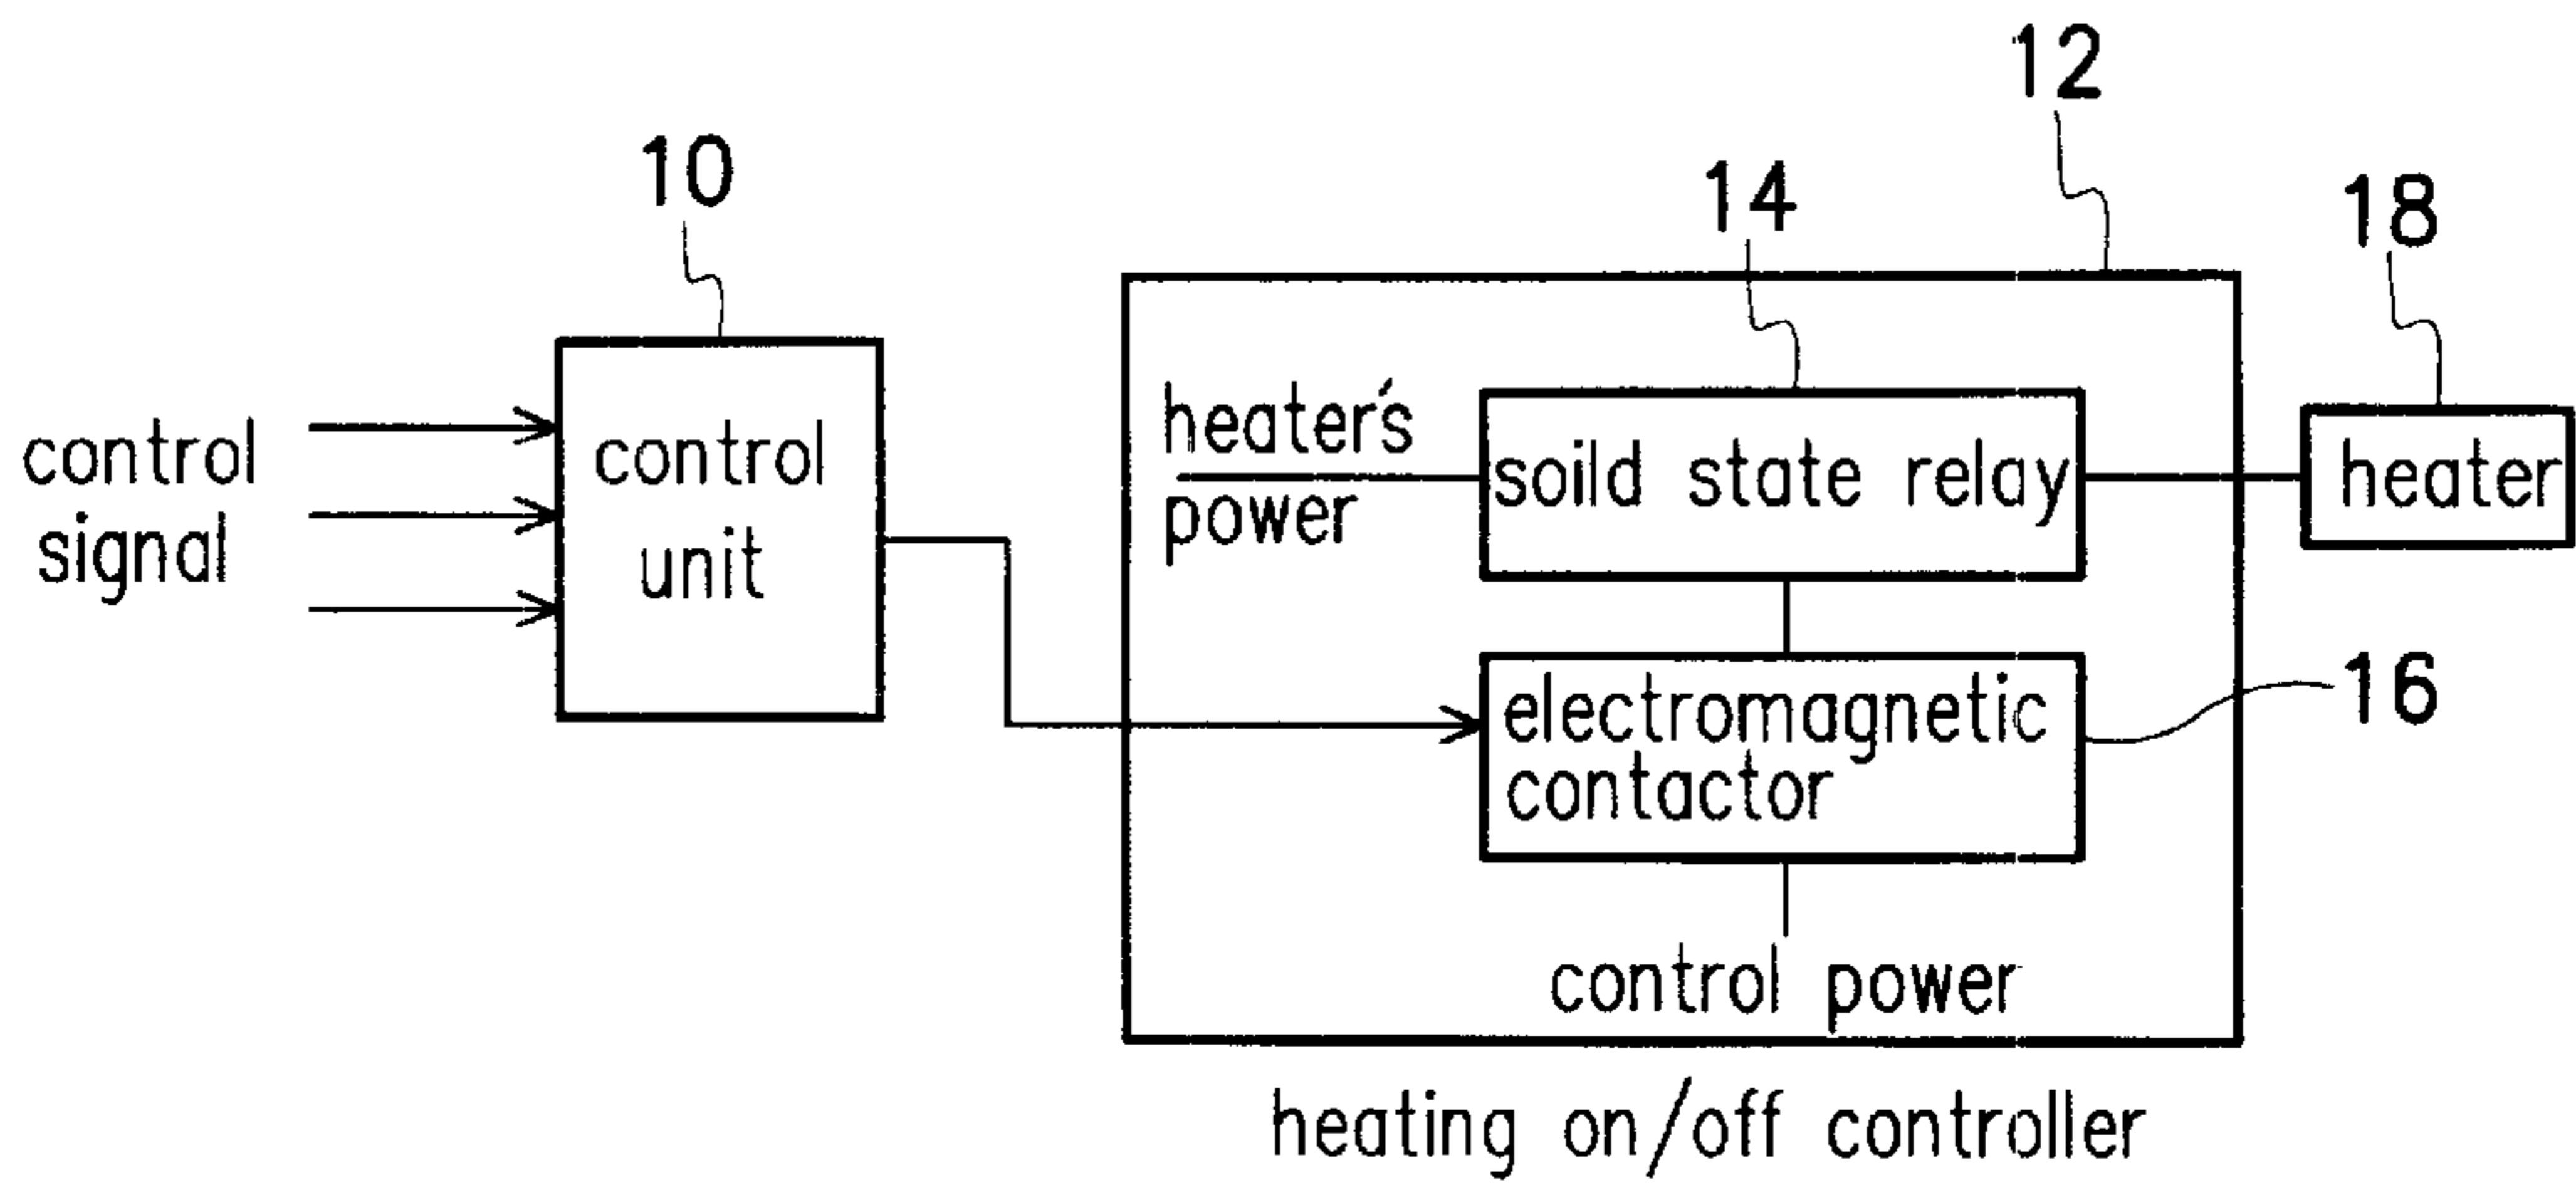 12
10
14
18
control
signal
control
unit
heater's
power
soild state relay
heater
electromagnetic
contactor
16
control power
heating on/off controller